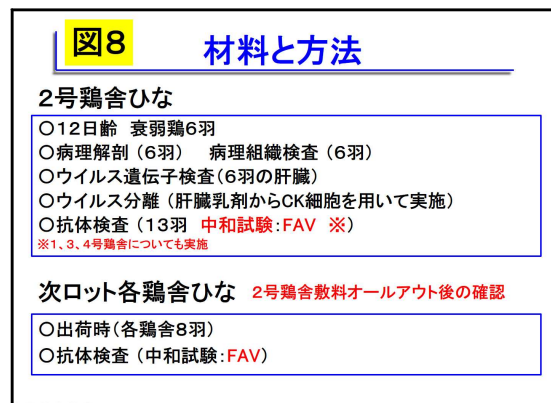 図8
材料と方法
2号鶏舎ひな
○12日齢 衰弱鶏6羽
○病理解剖（6羽） 病理組織検査（6羽）
○ウイルス遺伝子検査（6羽の肝臓）
○ウイルス分離（肝臓乳剤からCK細胞を用いて実施）
○抗体検査（13羽 中和試験：FAV ※）
※1、3、4号鶏舎についても実施
次ロット各鶏舎ひな 2号鶏舎敷料オールアウト後の確認
○出荷時（各鶏舎8羽）
○抗体検査（中和試験：FAV）